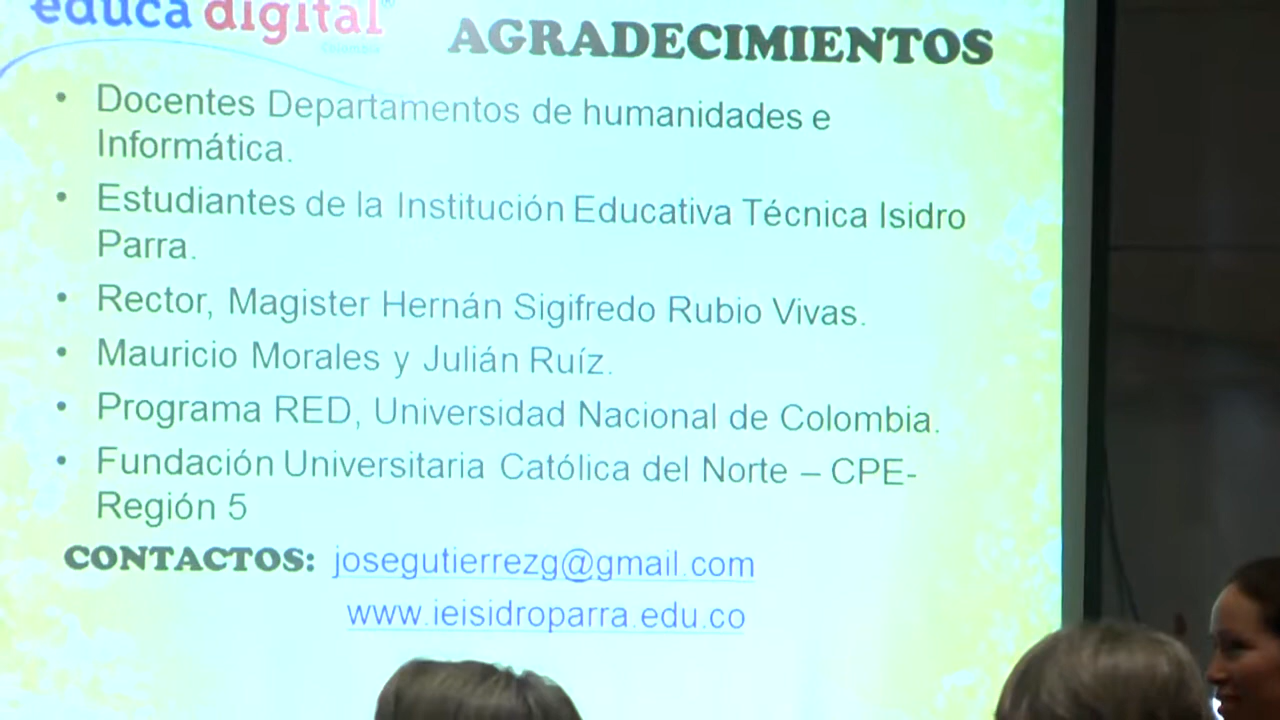 educa digital
AGRADECIMIENTOS
• Docentes Departamentos de humanidades e
Informática.
• Estudiantes de la Institución Educativa Técnica Isidro
Parra.
• Rector, Magister Hernán Sigifredo Rubio Vivas.
• Mauricio Morales y Julián Ruíz.
• Programa RED, Universidad Nacional de Colombia.
• Fundación Universitaria Católica del Norte – CPE-
Región 5
CONTACTOS: josegutierrezg@gmail.com
www.ieisidroparra.edu.co